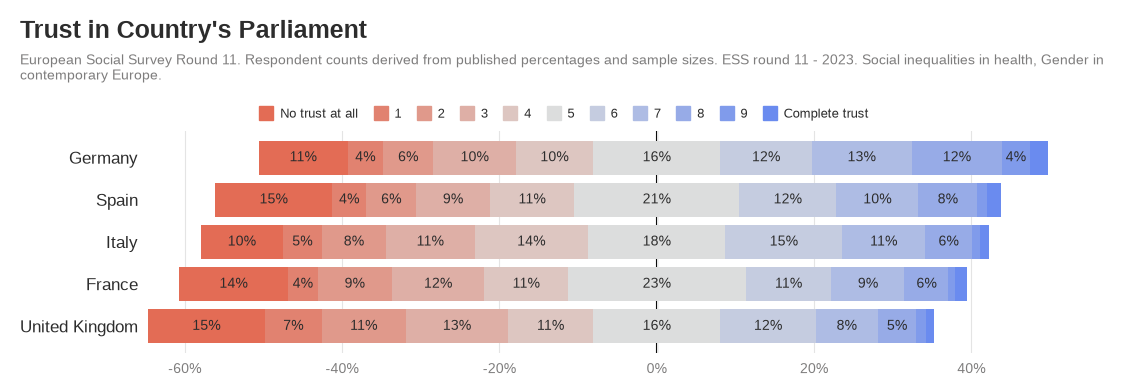 Trust in Country's Parliament
European Social Survey Round 11. Respondent counts derived from published percentages and sample sizes. ESS round 11 - 2023. Social inequalities in health, Gender in
contemporary Europe.
No trust at all 1 2 3 4 5 6 7 8 9 Complete trust
Germany 11% 4% 6% 10% 10% 16% 12% 13% 12% 4%
Spain 15% 4% 6% 9% 11% 21% 12% 10% 8%
Italy 10% 5% 8% 11% 14% 18% 15% 11% 6%
France 14% 4% 9% 12% 11% 23% 11% 9% 6%
United Kingdom 15% 7% 11% 13% 11% 16% 12% 8% 5%
-60% -40% -20% 0% 20% 40%